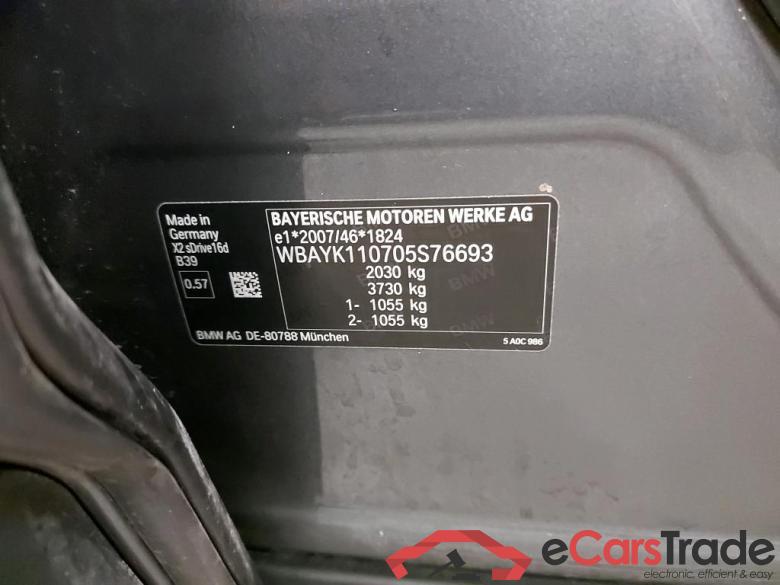 Made in
Germany
X2 sDrive16d
B39
0.57
BAYERISCHE MOTOREN WERKE AG
e1*2007/46*1824
WBAYK110705S76693
2030 kg
3730 kg
1- 1055 kg
2- 1055 kg
BMW AG DE-80788 München
5 A0C 986
eCarsTrade
electronic, efficient & easy